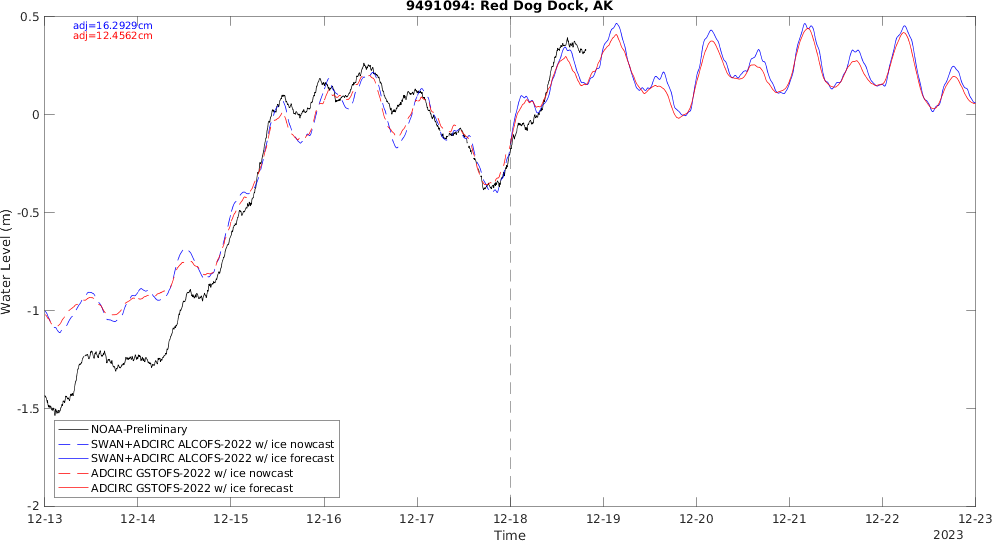 9491094: Red Dog Dock, AK
adj=16.2929cm
adj=12.4562cm
0.5
0
-0.5
-1
-1.5
-2
Water Level (m)
NOAA-Preliminary
SWAN+ADCIRC ALCOFS-2022 w/ ice nowcast
SWAN+ADCIRC ALCOFS-2022 w/ ice forecast
ADCIRC GSTOFS-2022 w/ ice nowcast
ADCIRC GSTOFS-2022 w/ ice forecast
12-13 12-14 12-15 12-16 12-17 12-18 12-19 12-20 12-21 12-22 12-23
Time
2023